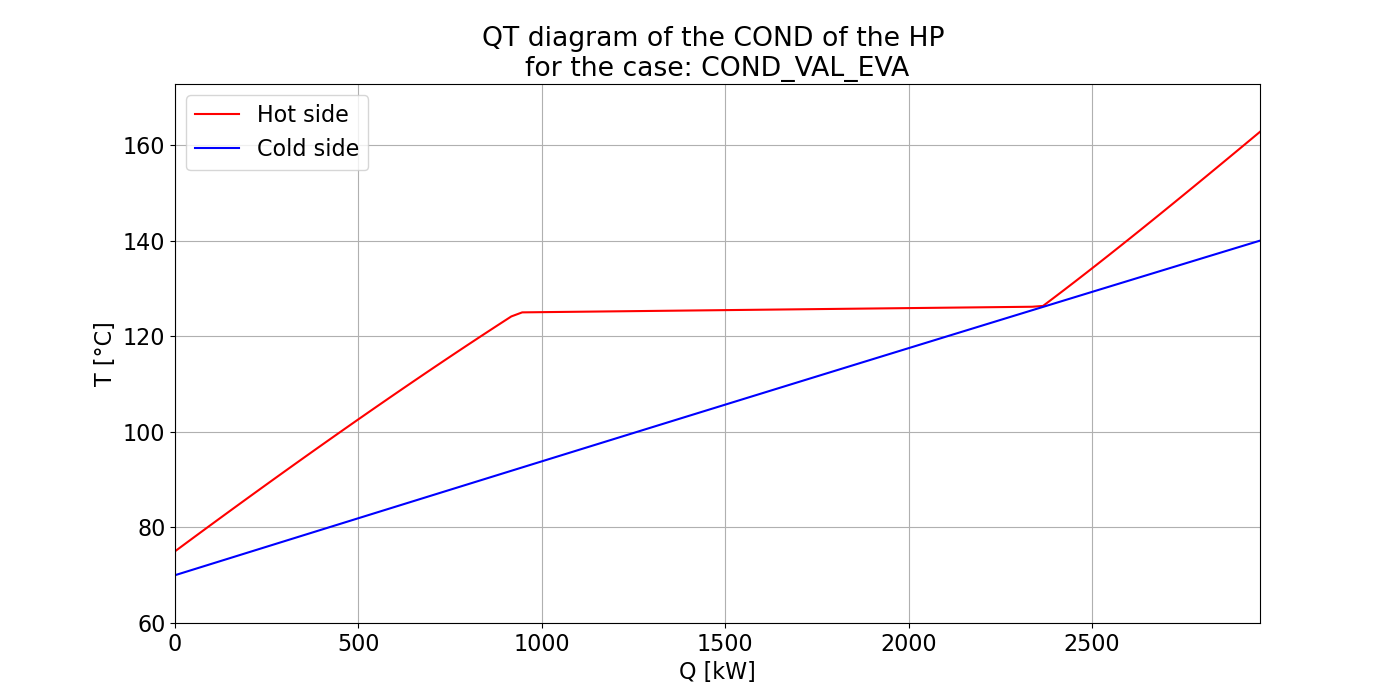 QT diagram of the COND of the HP
for the case: COND_VAL_EVA
Hot side
Cold side
T [°C]
160
140
120
100
80
60
0 500 1000 1500 2000 2500
Q [kW]